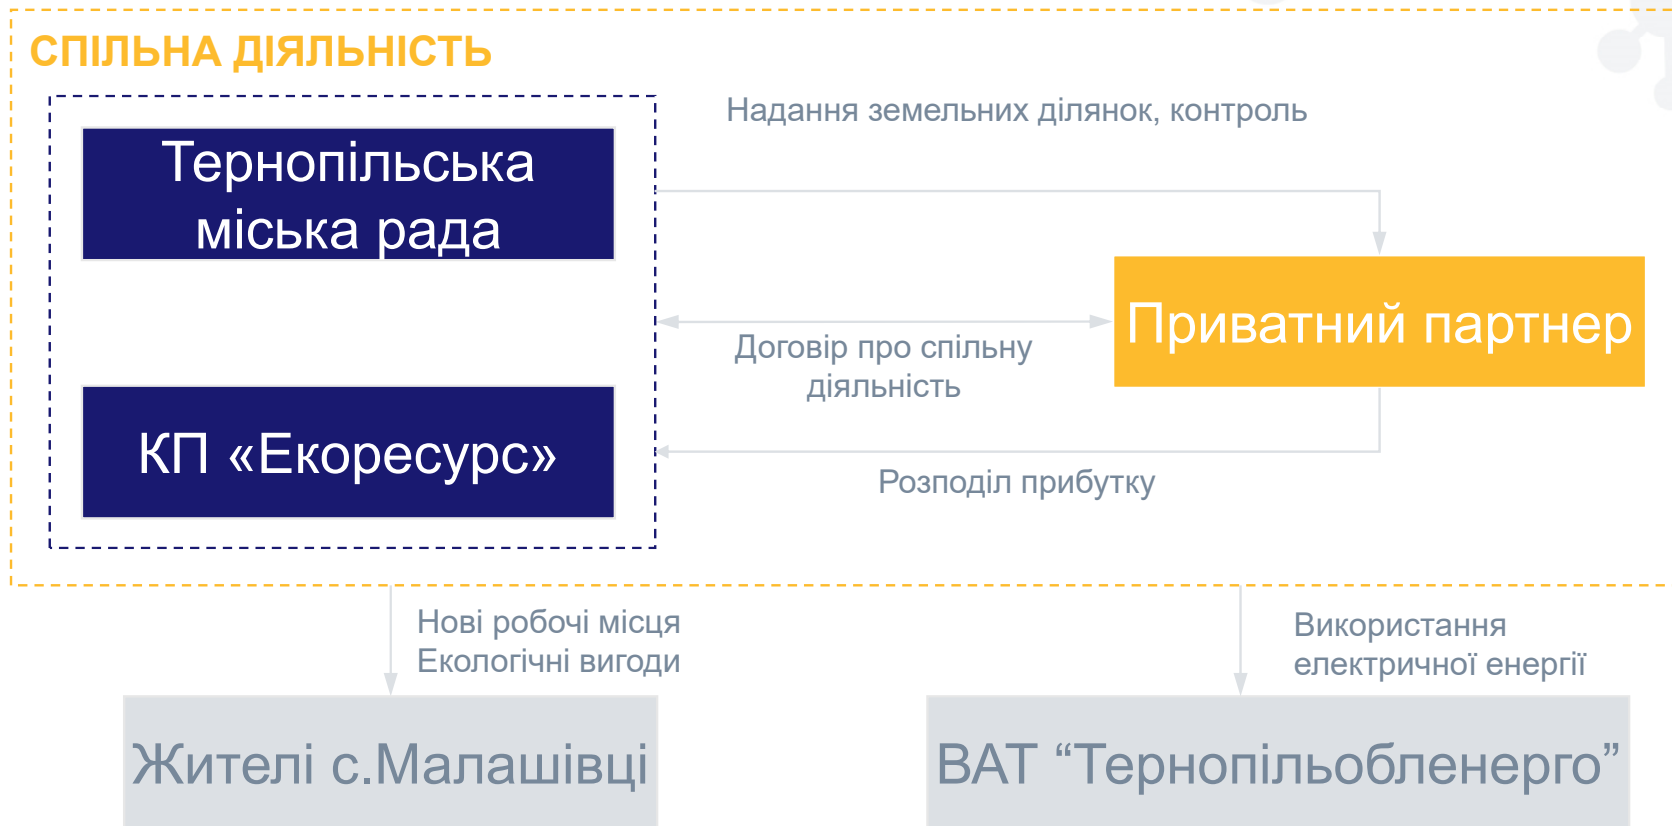 СПІЛЬНА ДІЯЛЬНІСТЬ
Надання земельних ділянок, контроль
Тернопільська
міська рада
Приватний партнер
Договір про спільну
діяльність
КП «Екоресурс»
Розподіл прибутку
Нові робочі місця
Екологічні вигоди
Використання
електричної енергії
Жителі с.Малашівці
ВАТ “Тернопільобленерго”